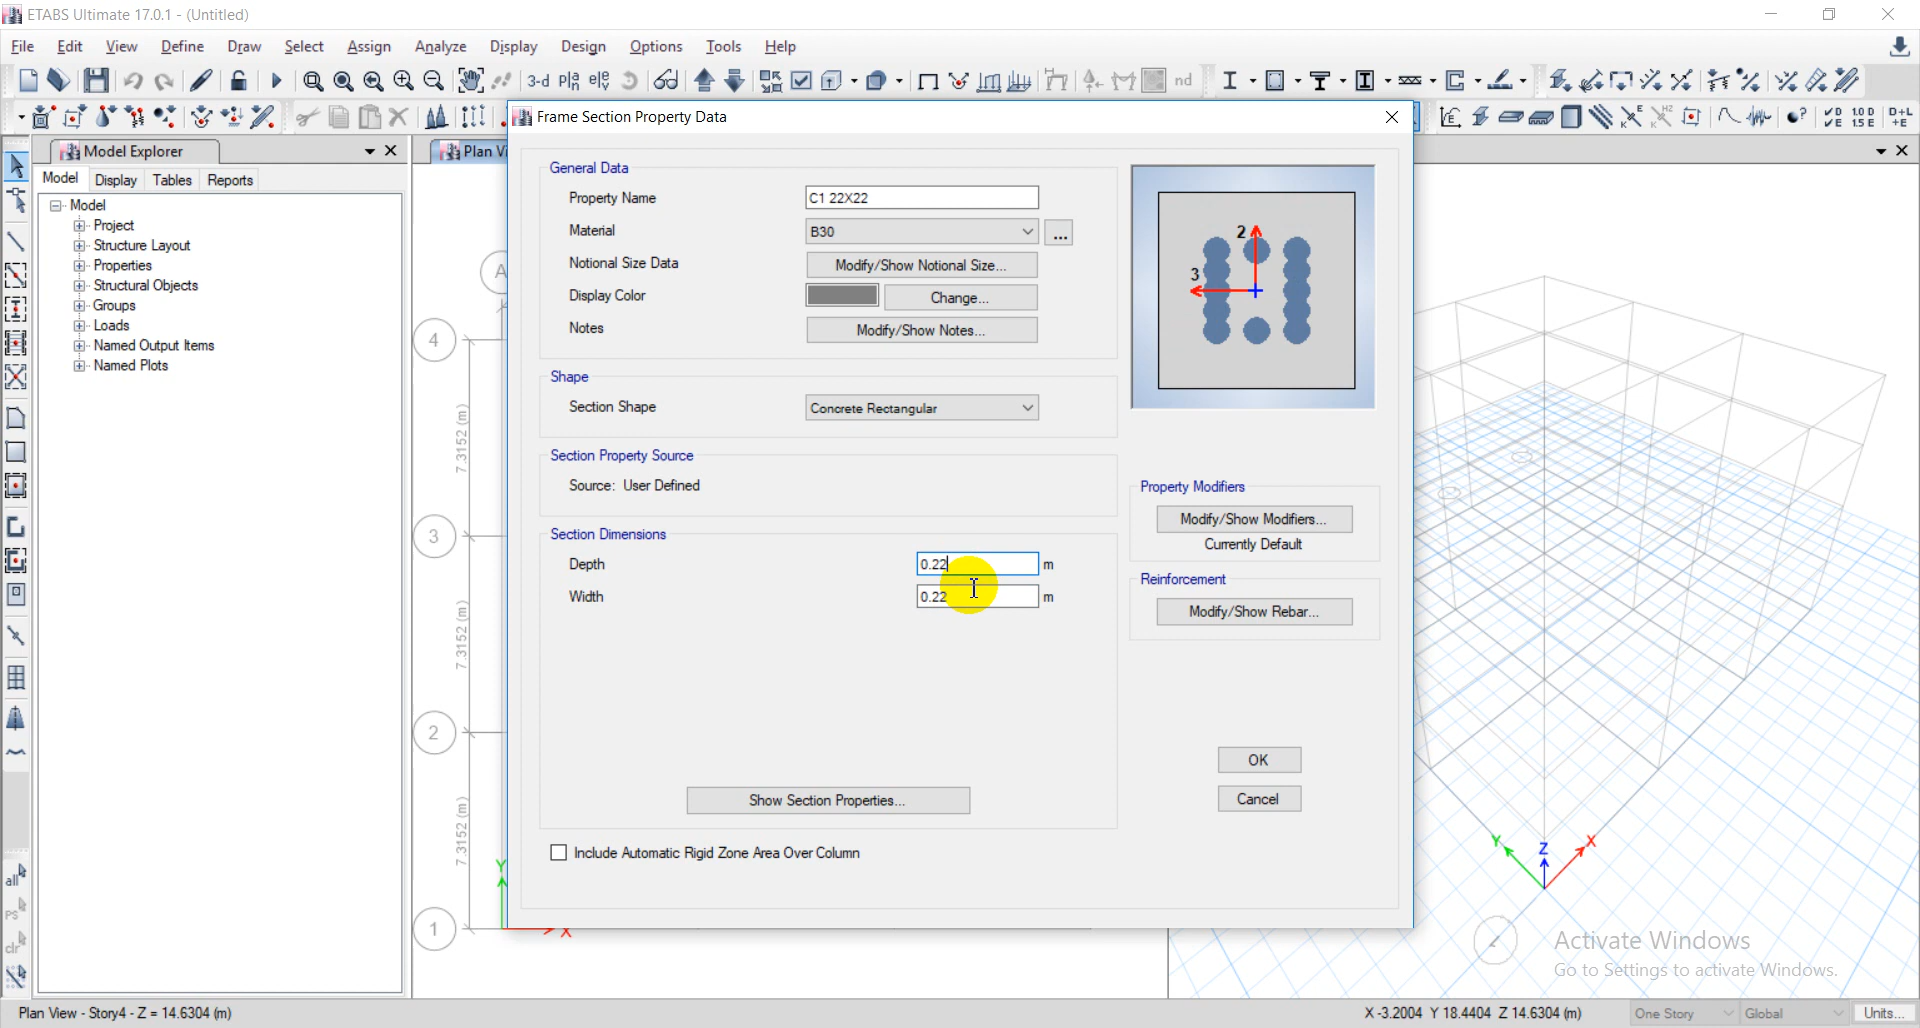 ETABS Ultimate 17.0.1 - (Untitled)
File Edit View Define Draw Select Assign Analyze Display Design Options Tools Help
3-d nd
Model Explorer
Model Display Tables Reports
Model
Project
Structure Layout
Properties
Structural Objects
Groups
Loads
Named Output Items
Named Plots
all
ps
clr
Plan Vi
A
4
3
2
1
7.3152 (m)
7.3152 (m)
7.3152 (m)
Y
X
Frame Section Property Data
General Data
Property Name C1 22X22
Material B30 ...
Notional Size Data Modify/Show Notional Size...
Display Color Change...
Notes Modify/Show Notes...
Shape
Section Shape Concrete Rectangular
Section Property Source
Source: User Defined
Section Dimensions
Depth 0.22 m
Width 0.22 m
Show Section Properties...
Include Automatic Rigid Zone Area Over Column
2
3
Property Modifiers
Modify/Show Modifiers...
Currently Default
Reinforcement
Modify/Show Rebar...
OK
Cancel
Y Z X
Activate Windows
Go to Settings to activate Windows.
Plan View - Story4 - Z = 14.6304 (m)
X -3.2004 Y 18.4404 Z 14.6304 (m)
One Story Global Units...